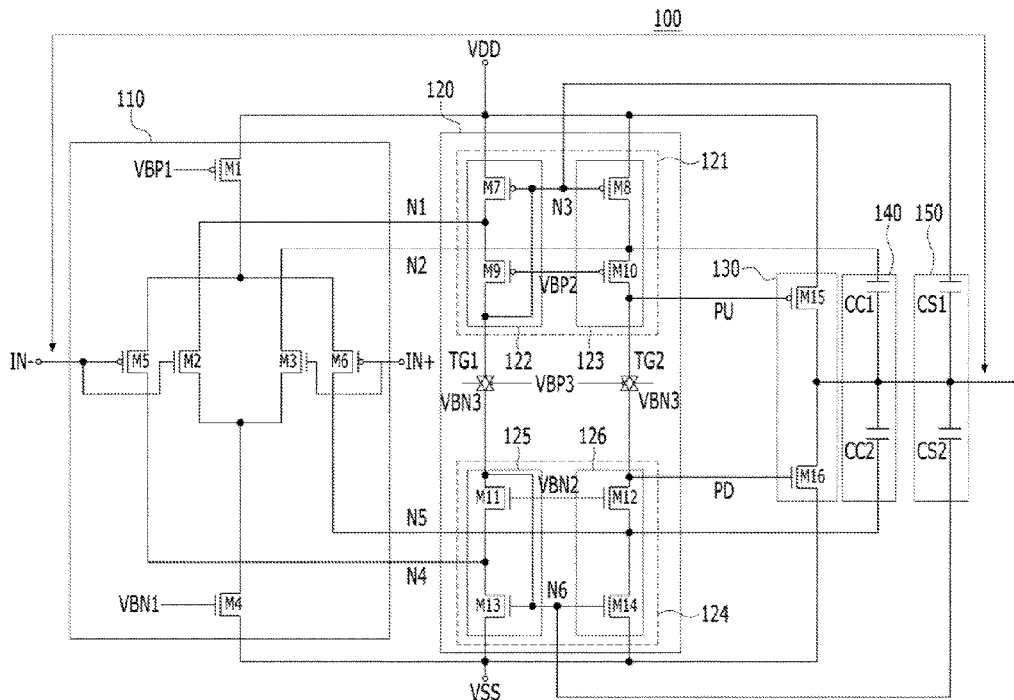 100
VDD
120
110
121
VBP1
M1
M7
N3
M8
140
150
N1
N2
M9
VBP2
M10
130
CC1
CS1
PU
M15
IN-
M5
M2
M3
M6
IN+
TG1
122
123
TG2
VBN3
VBP3
VBN3
125
126
CC2
CS2
M11
VBN2
M12
PD
M16
N5
N4
N6
VBN1
M4
M13
M14
124
VSS